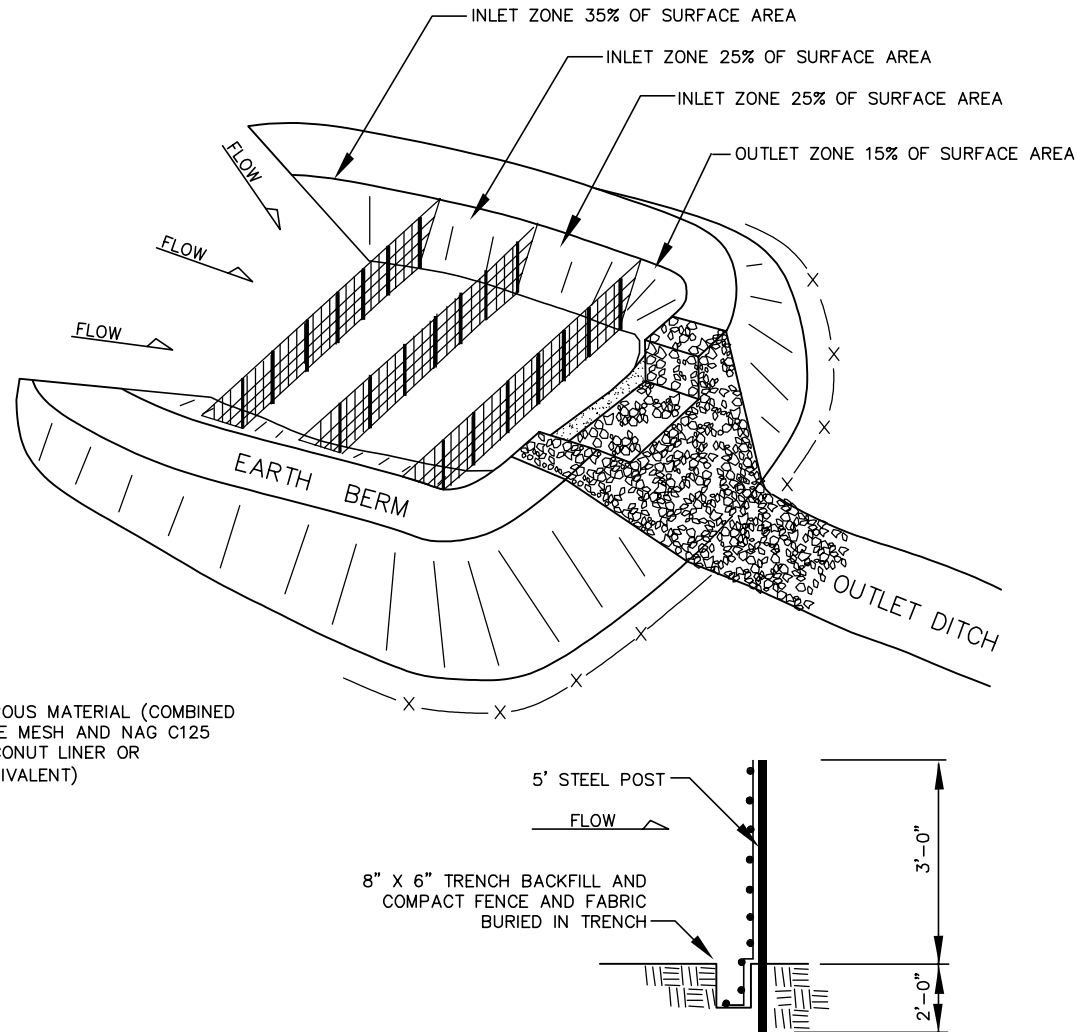 INLET ZONE 35% OF SURFACE AREA
INLET ZONE 25% OF SURFACE AREA
INLET ZONE 25% OF SURFACE AREA
OUTLET ZONE 15% OF SURFACE AREA
FLOW
FLOW
FLOW
EARTH BERM
X
X
X
X
OUTLET DITCH
X
X
X
X
MATERIAL (COMBINED
MESH AND NAG C125
LINER OR
5' STEEL POST
FLOW
3'-0"
8" X 6" TRENCH BACKFILL AND
COMPACT FENCE AND FABRIC
BURIED IN TRENCH
2'-0"